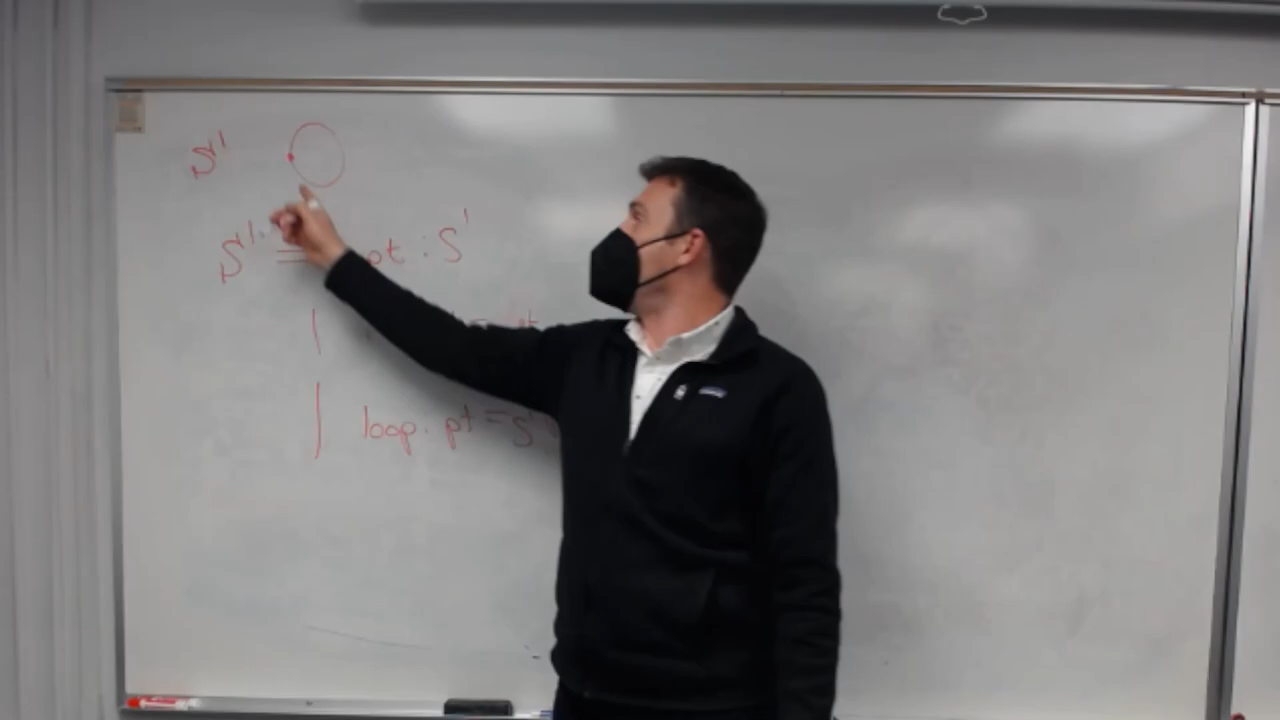 S¹
S¹ = pt : S¹
|
| loop. pt = S¹